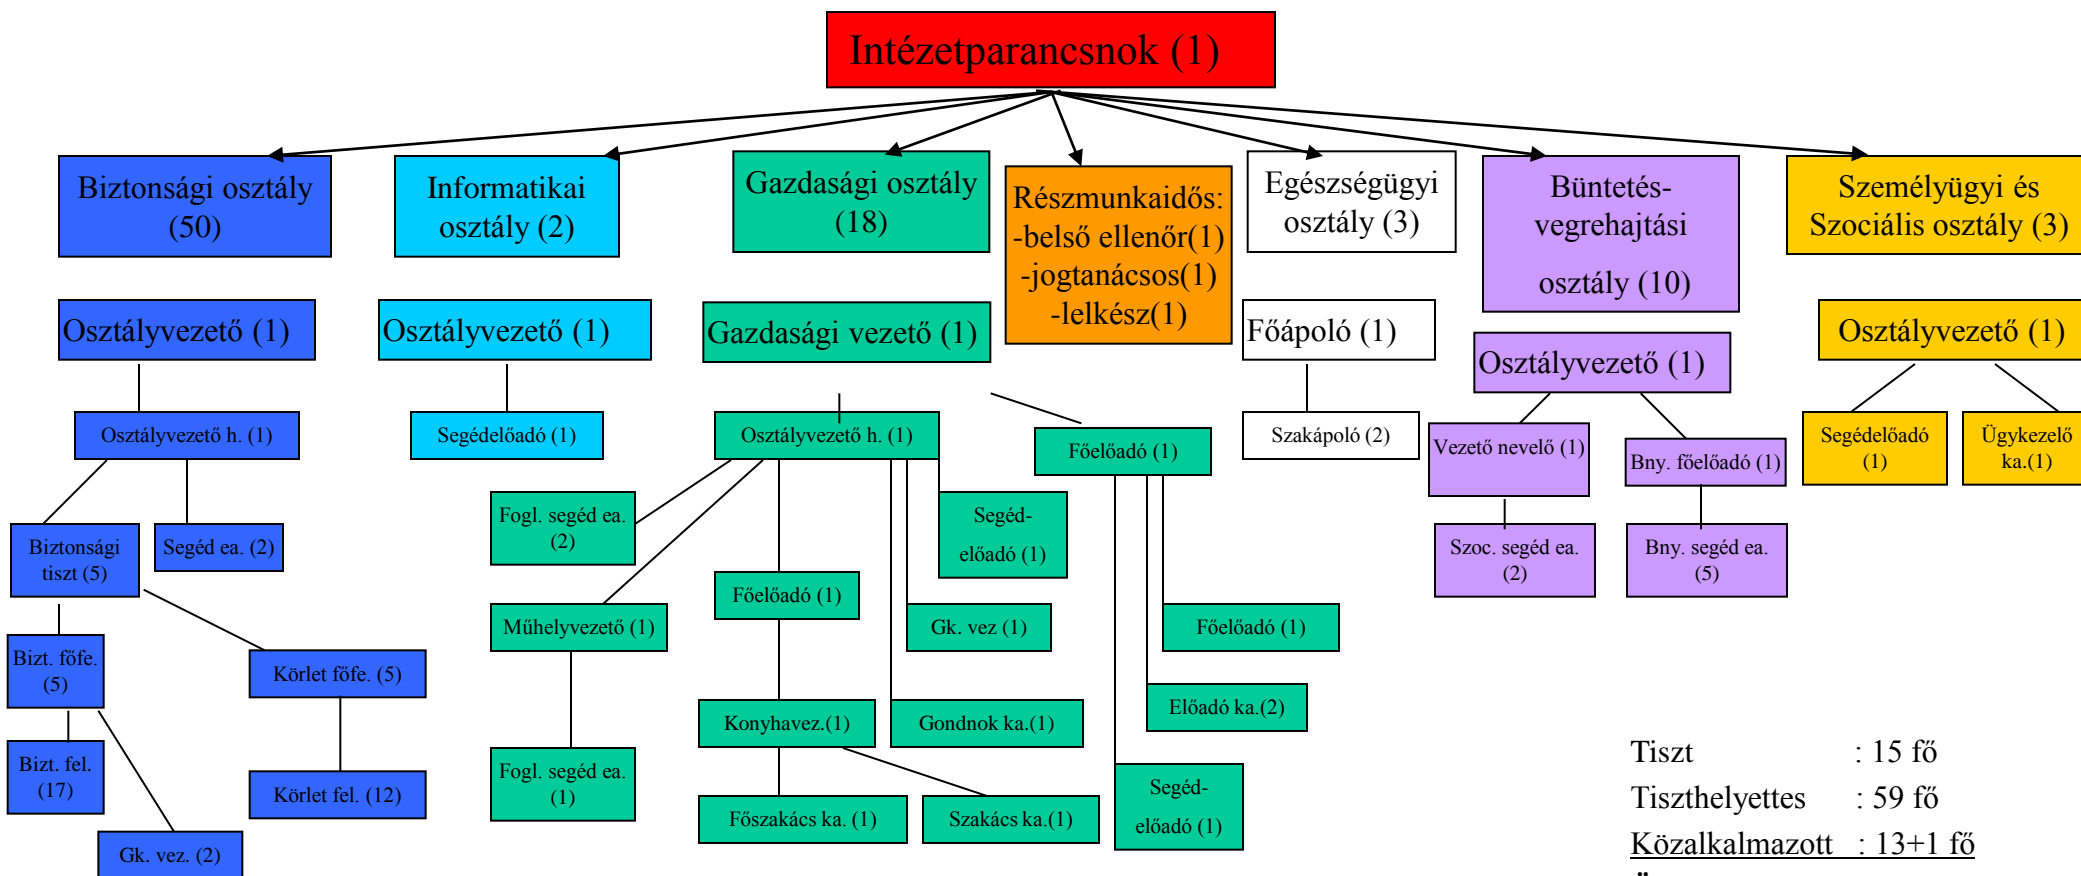 Intézetparancsnok (1)
Biztonsági osztály
(50)
Informatikai
osztály (2)
Gazdasági osztály
(18)
Részmunkaidős:
-belső ellenőr(1)
-jogtanácsos(1)
-lelkész(1)
Egészségügyi
osztály (3)
Büntetés-
vegrehajtási
osztály (10)
Személyügyi és
Szociális osztály (3)
Osztályvezető (1)
Osztályvezető (1)
Gazdasági vezető (1)
Főápoló (1)
Osztályvezető (1)
Osztályvezető (1)
Osztályvezető h. (1)
Segédelőadó (1)
Osztályvezető h. (1)
Főelőadó (1)
Szakápoló (2)
Vezető nevelő (1)
Bny. főelőadó (1)
Segédelőadó
(1)
Ügykezelő
ka.(1)
Biztonsági
tiszt (5)
Segéd ea. (2)
Fogl. segéd ea.
(2)
Segéd-
előadó (1)
Szoc. segéd ea.
(2)
Bny. segéd ea.
(5)
Főelőadó (1)
Műhelyvezető (1)
Gk. vez (1)
Főelőadó (1)
Bizt. főfe.
(5)
Körlet főfe. (5)
Konyhavez.(1)
Gondnok ka.(1)
Előadó ka.(2)
Bizt. fel.
(17)
Körlet fel. (12)
Fogl. segéd ea.
(1)
Főszakács ka. (1)
Szakács ka.(1)
Segéd-
előadó (1)
Gk. vez. (2)
Tiszt : 15 fő
Tiszthelyettes : 59 fő
Közalkalmazott : 13+1 fő